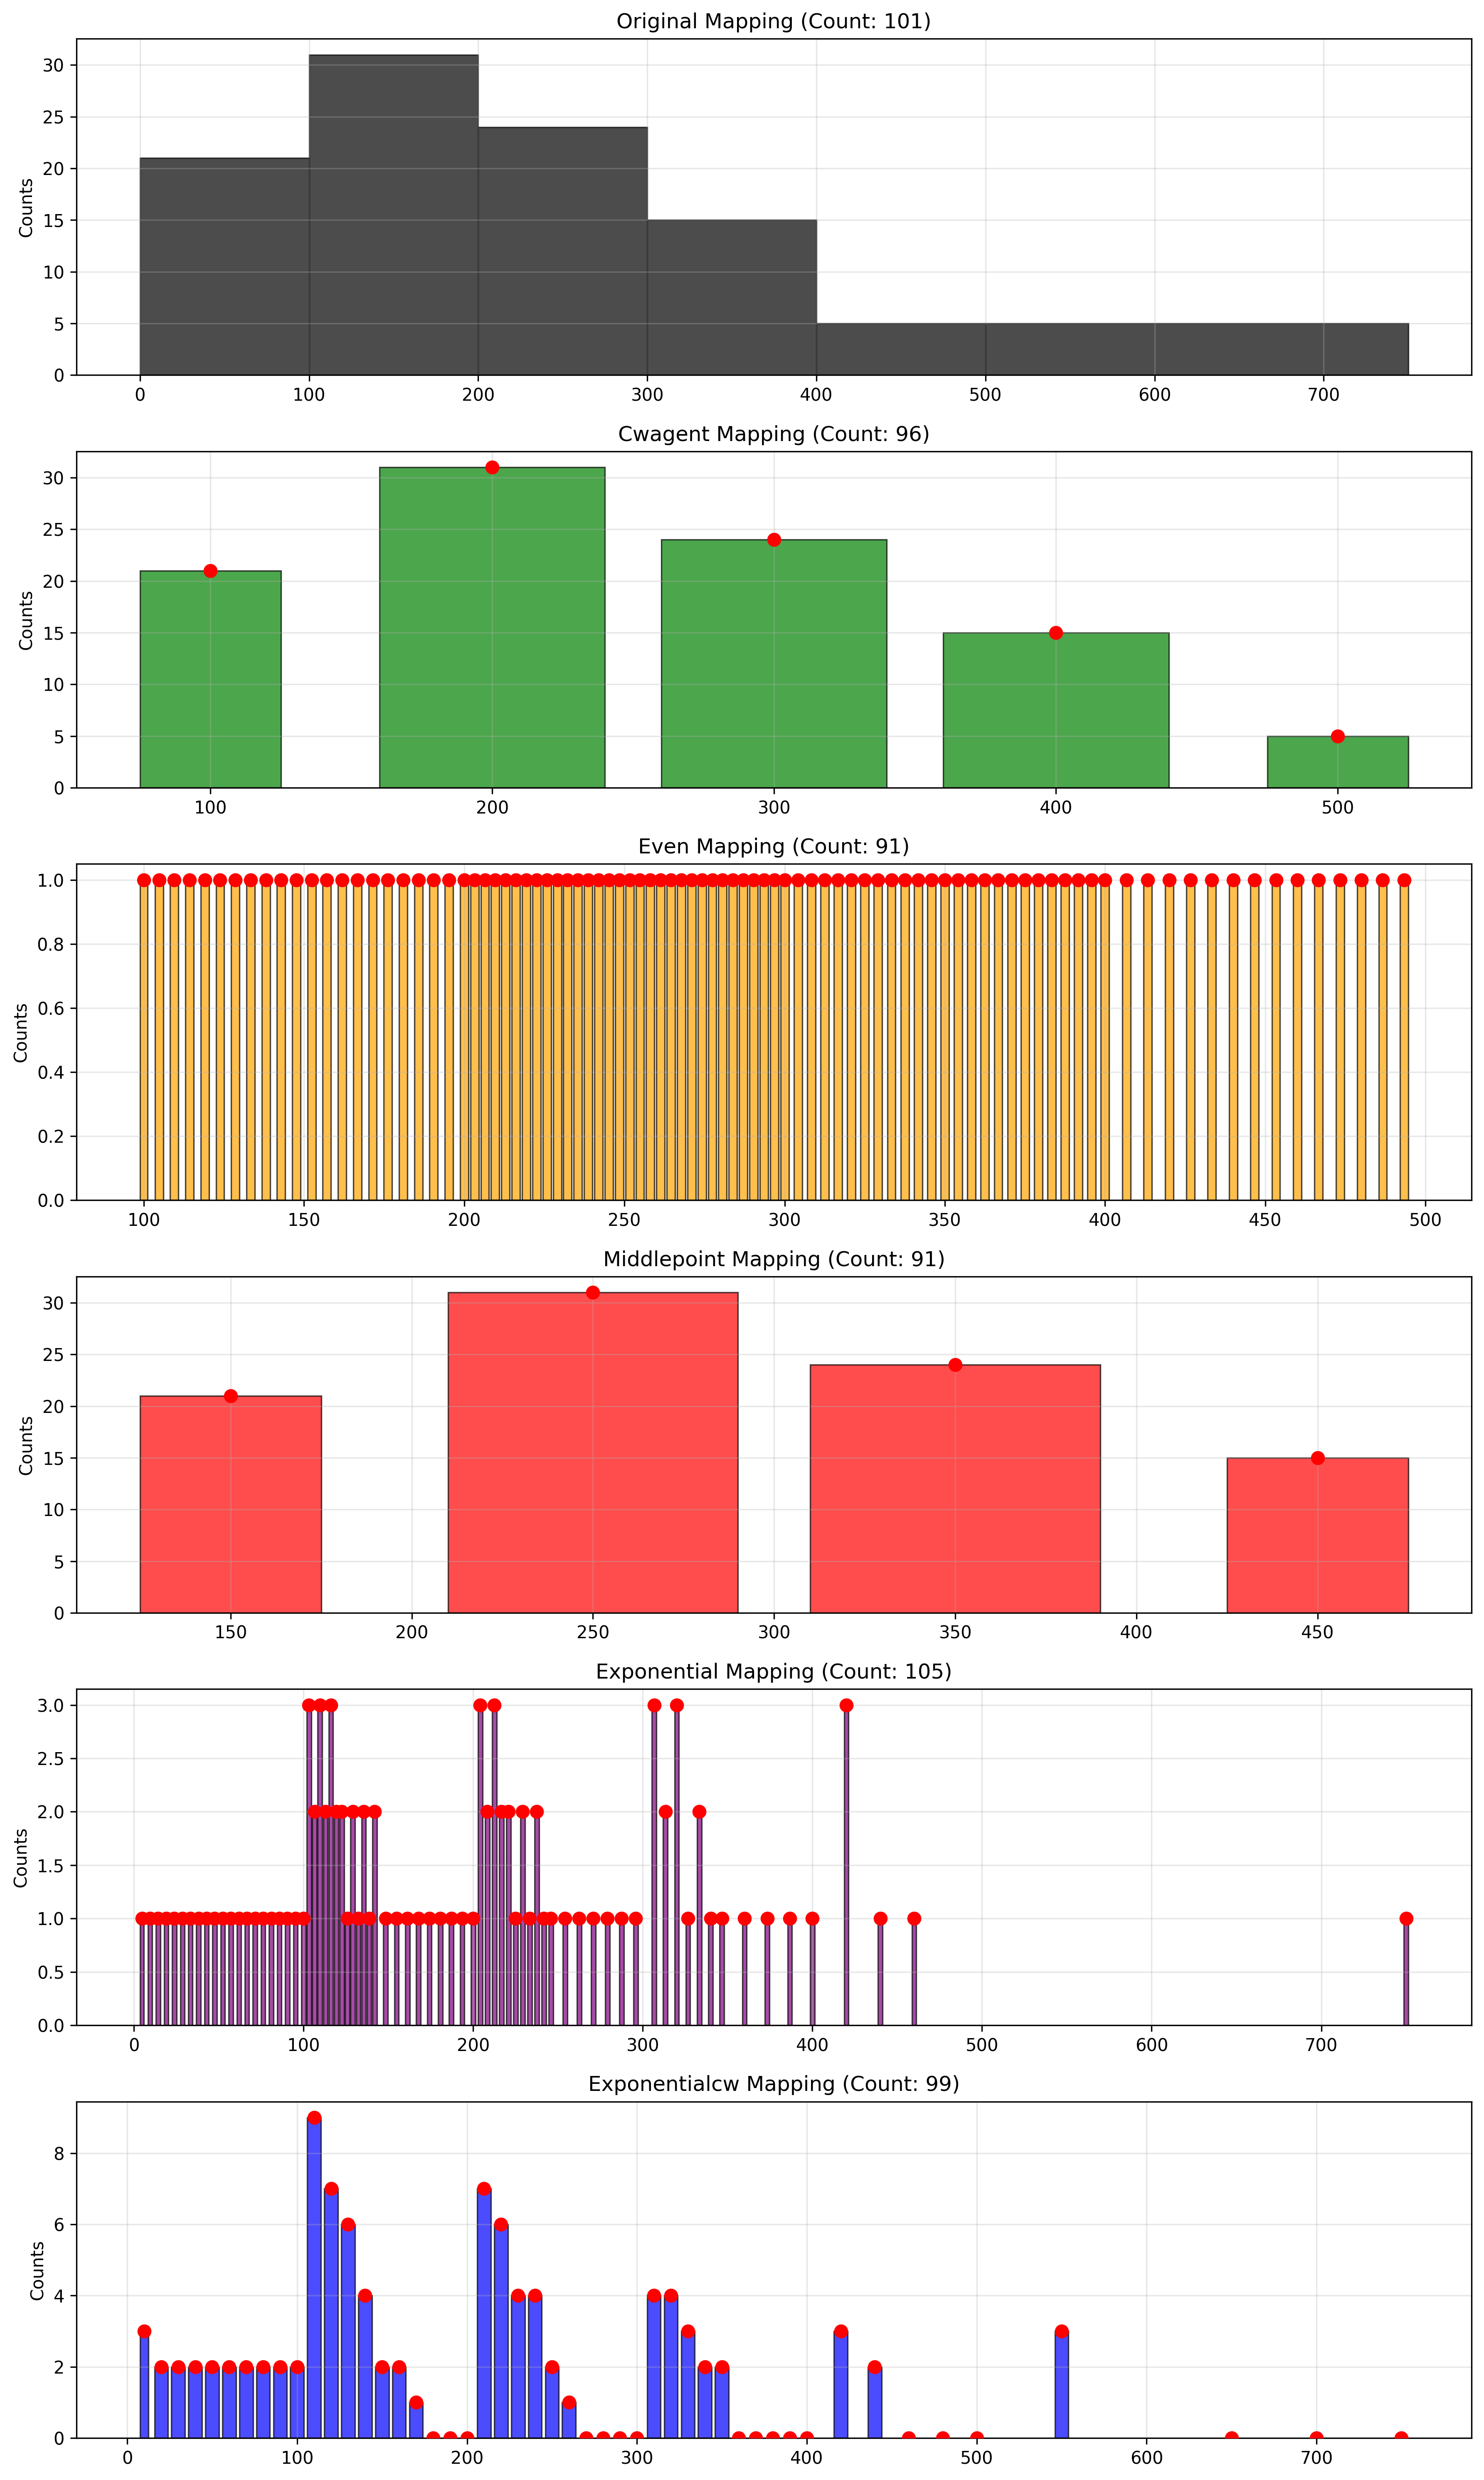 Original Mapping (Count: 101)
30
25
20
15
10
5
0
Counts
0 100 200 300 400 500 600 700
Cwagent Mapping (Count: 96)
30
25
20
15
10
5
0
Counts
100 200 300 400 500
Even Mapping (Count: 91)
1.0
0.8
0.6
0.4
0.2
0.0
Counts
100 150 200 250 300 350 400 450 500
Middlepoint Mapping (Count: 91)
30
25
20
15
10
5
0
Counts
150 200 250 300 350 400 450
Exponential Mapping (Count: 105)
3.0
2.5
2.0
1.5
1.0
0.5
0.0
Counts
0 100 200 300 400 500 600 700
Exponentialcw Mapping (Count: 99)
8
6
4
2
0
Counts
0 100 200 300 400 500 600 700